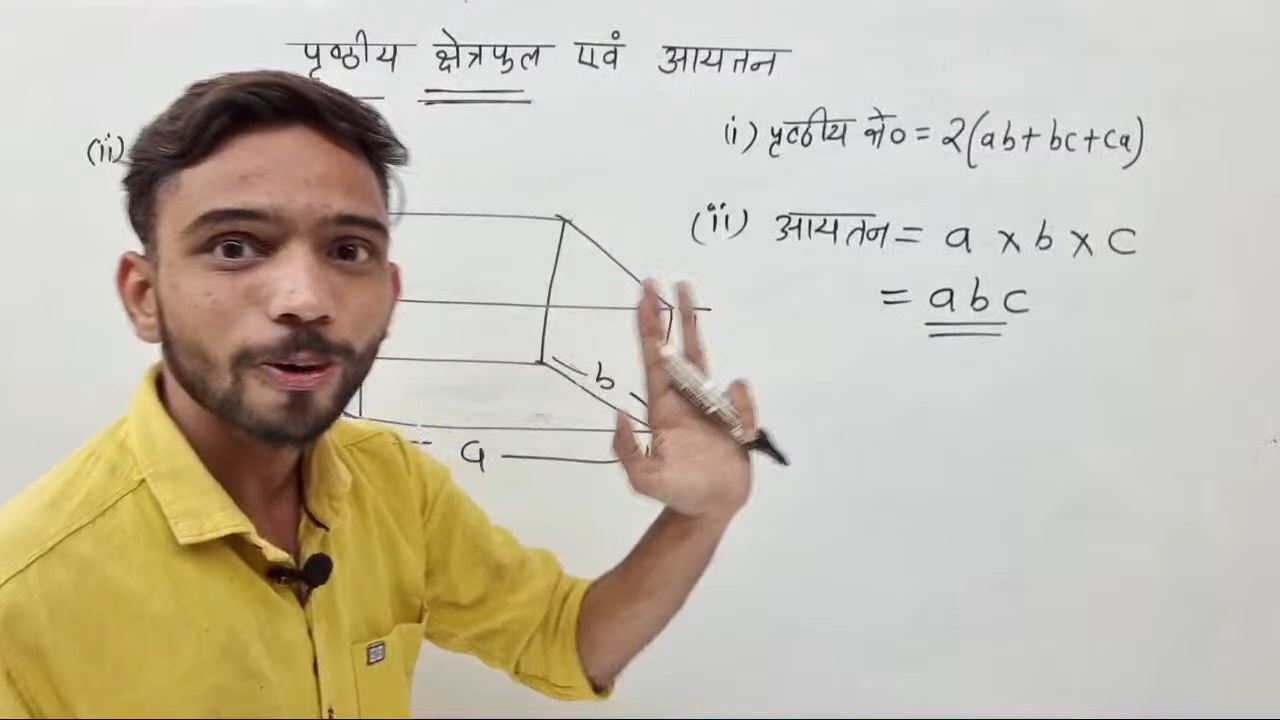 पृष्ठीय क्षेत्रफल एवं आयतन
(ii)
(i) पृष्ठीय क्षे० = 2(ab+bc+ca)
(ii) आयतन = a x b x c
= abc
b
a